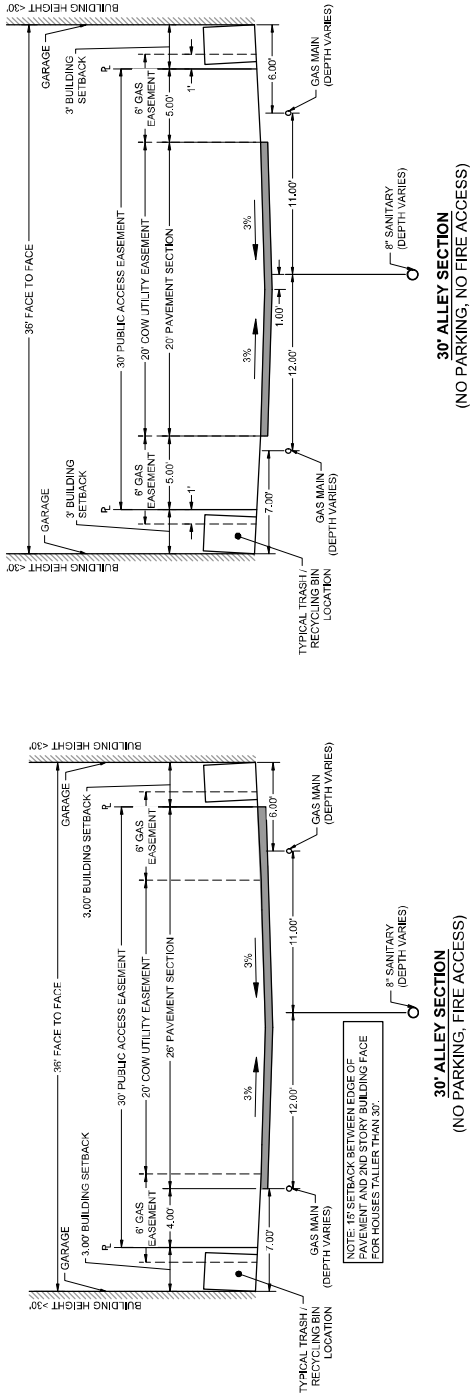 BUILDING HEIGHT <30'
BUILDING HEIGHT <30'
36' FACE TO FACE
GARAGE
GARAGE
3.00' BUILDING SETBACK
3.00' BUILDING SETBACK
30' PUBLIC ACCESS EASEMENT
PL
PL
20' COW UTILITY EASEMENT
6' GAS
EASEMENT
6' GAS
EASEMENT
26' PAVEMENT SECTION
4.00'
3%
3%
7.00'
12.00'
11.00'
6.00'
TYPICAL TRASH /
RECYCLING BIN
LOCATION
GAS MAIN
(DEPTH VARIES)
GAS MAIN
(DEPTH VARIES)
NOTE: 15' SETBACK BETWEEN EDGE OF
PAVEMENT AND 2ND STORY BUILDING FACE
FOR HOUSES TALLER THAN 30'.
8" SANITARY
(DEPTH VARIES)
30' ALLEY SECTION
(NO PARKING, FIRE ACCESS)
BUILDING HEIGHT <30'
BUILDING HEIGHT <30'
36' FACE TO FACE
GARAGE
GARAGE
3' BUILDING
SETBACK
3' BUILDING
SETBACK
30' PUBLIC ACCESS EASEMENT
PL
PL
20' COW UTILITY EASEMENT
6' GAS
EASEMENT
6' GAS
EASEMENT
20' PAVEMENT SECTION
5.00'
5.00'
1'
1'
3%
3%
7.00'
12.00'
1.00'
11.00'
6.00'
TYPICAL TRASH /
RECYCLING BIN
LOCATION
GAS MAIN
(DEPTH VARIES)
GAS MAIN
(DEPTH VARIES)
8" SANITARY
(DEPTH VARIES)
30' ALLEY SECTION
(NO PARKING, NO FIRE ACCESS)